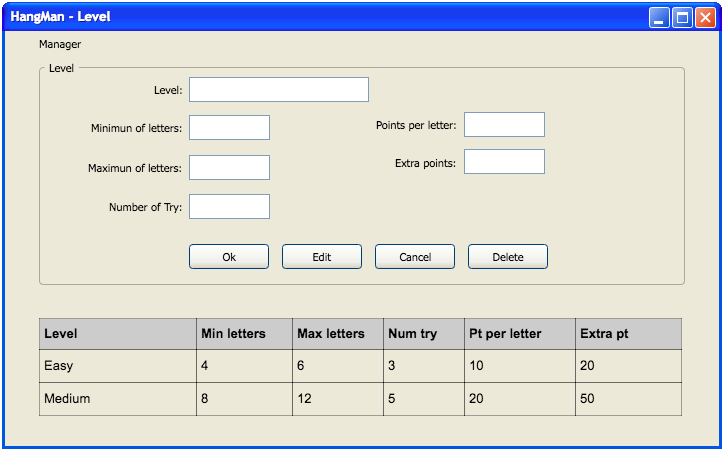 HangMan - Level
Manager
Level
Level:
Minimun of letters:
Points per letter:
Maximun of letters:
Extra points:
Number of Try:
Ok Edit Cancel Delete
Level Min letters Max letters Num try Pt per letter Extra pt
Easy 4 6 3 10 20
Medium 8 12 5 20 50